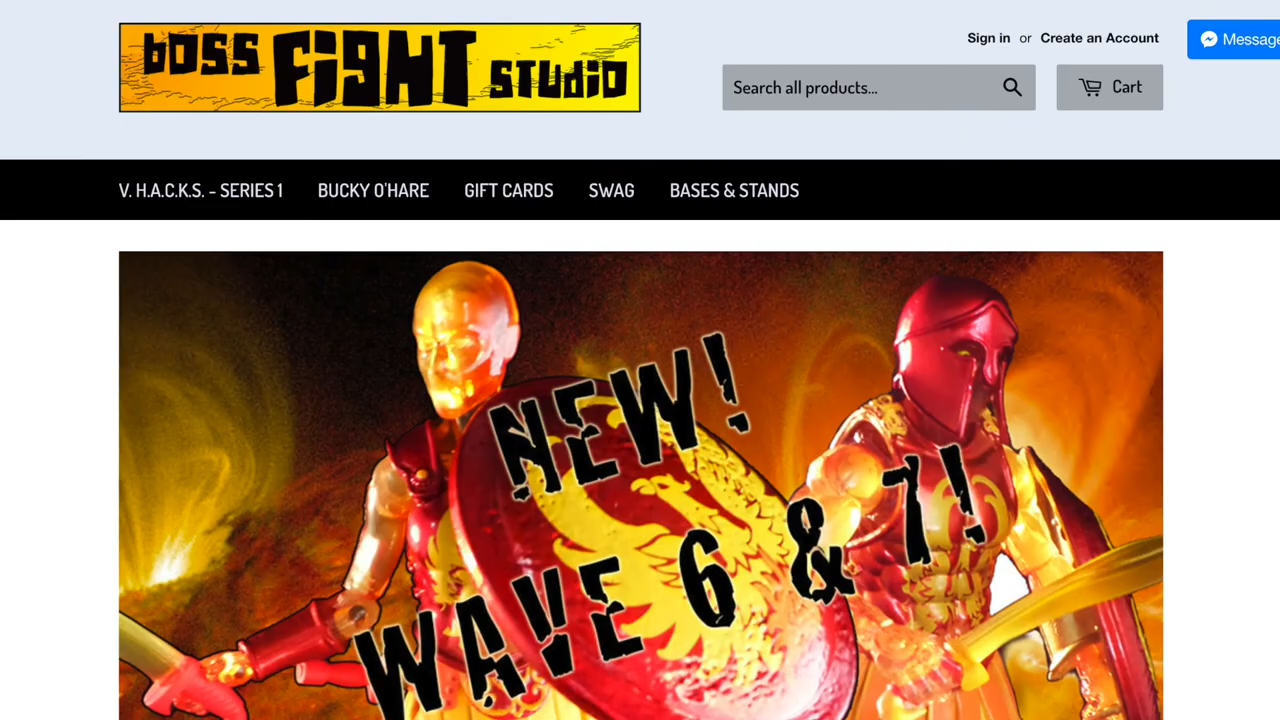 boss FigHT studio
Sign in or Create an Account
Message
Search all products...
Cart
V. H.A.C.K.S. - SERIES 1
BUCKY O'HARE
GIFT CARDS
SWAG
BASES & STANDS
NEW!
WAVE 6 & 7!